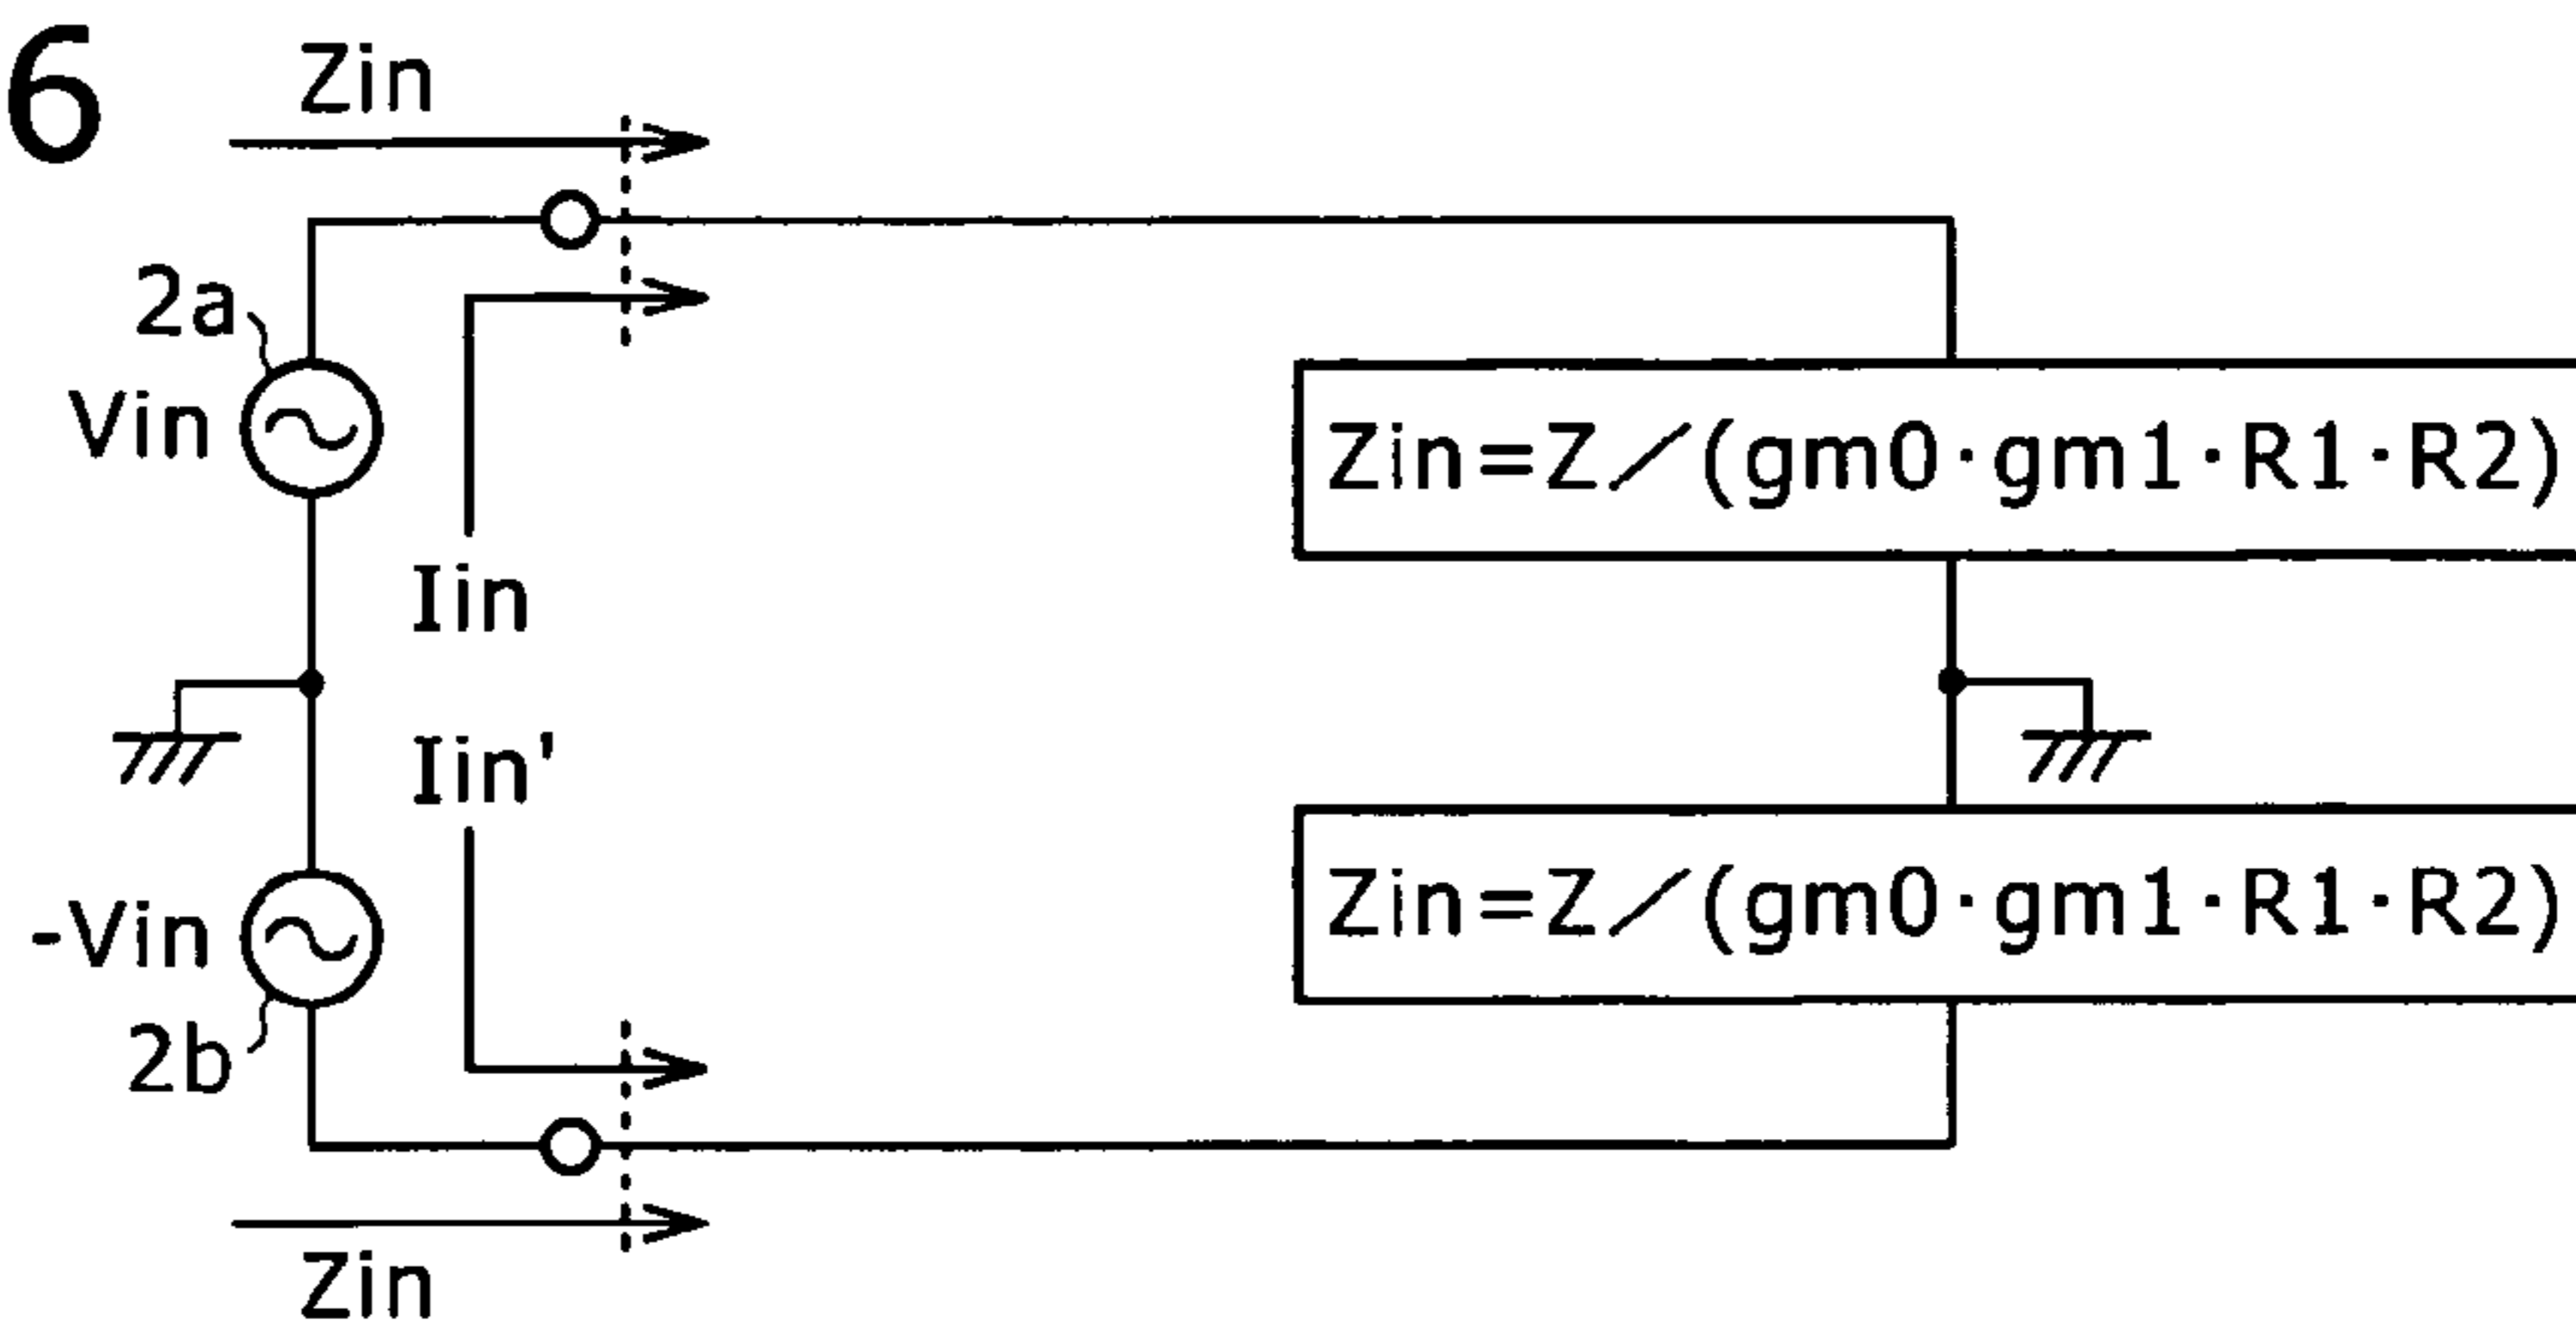 6
Zin
2a
Vin
Zin=Z／(gm0·gm1·R1·R2)
Iin
Iin'
-Vin
Zin=Z／(gm0·gm1·R1·R2)
2b
Zin